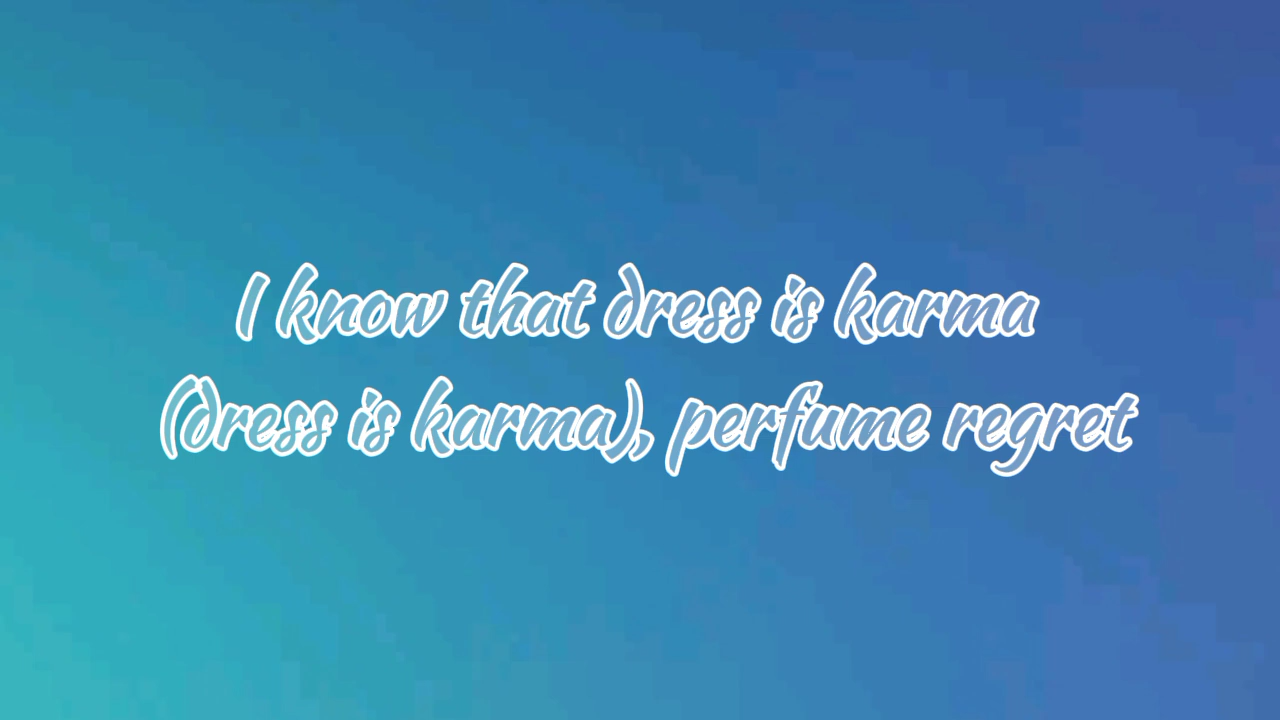 I know that dress is karma
(dress is karma), perfume regret